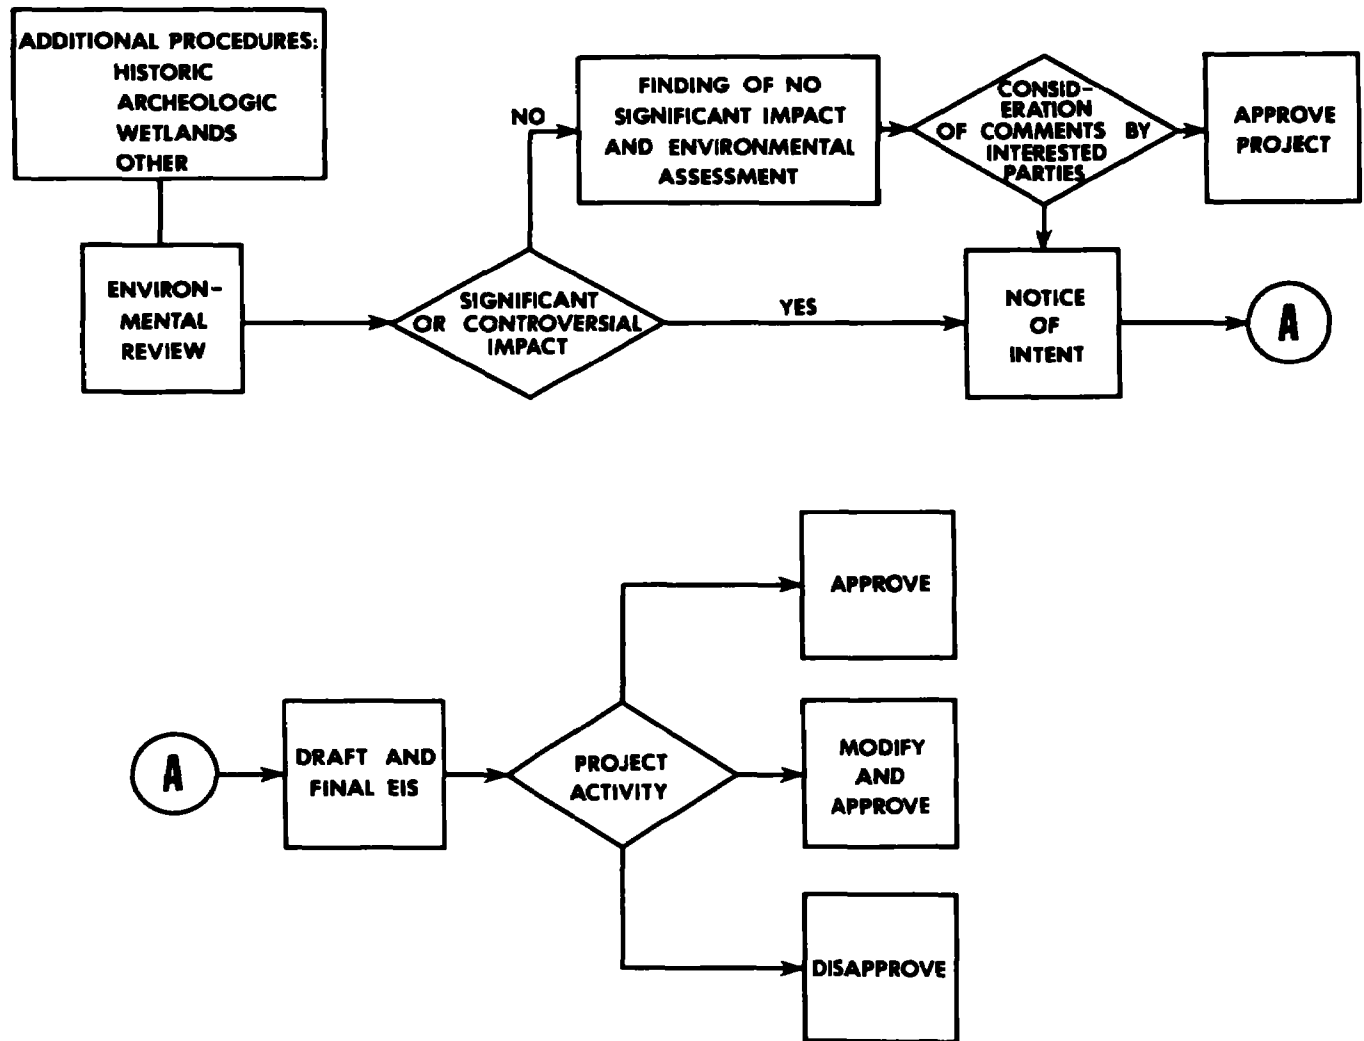 ADDITIONAL PROCEDURES:
HISTORIC
ARCHEOLOGIC
WETLANDS
OTHER
ENVIRON-
MENTAL
REVIEW
SIGNIFICANT
OR CONTROVERSIAL
IMPACT
NO
FINDING OF NO
SIGNIFICANT IMPACT
AND ENVIRONMENTAL
ASSESSMENT
CONSID-
ERATION
OF COMMENTS BY
INTERESTED
PARTIES
APPROVE
PROJECT
YES
NOTICE
OF
INTENT
A
A
DRAFT AND
FINAL EIS
PROJECT
ACTIVITY
APPROVE
MODIFY
AND
APPROVE
DISAPPROVE